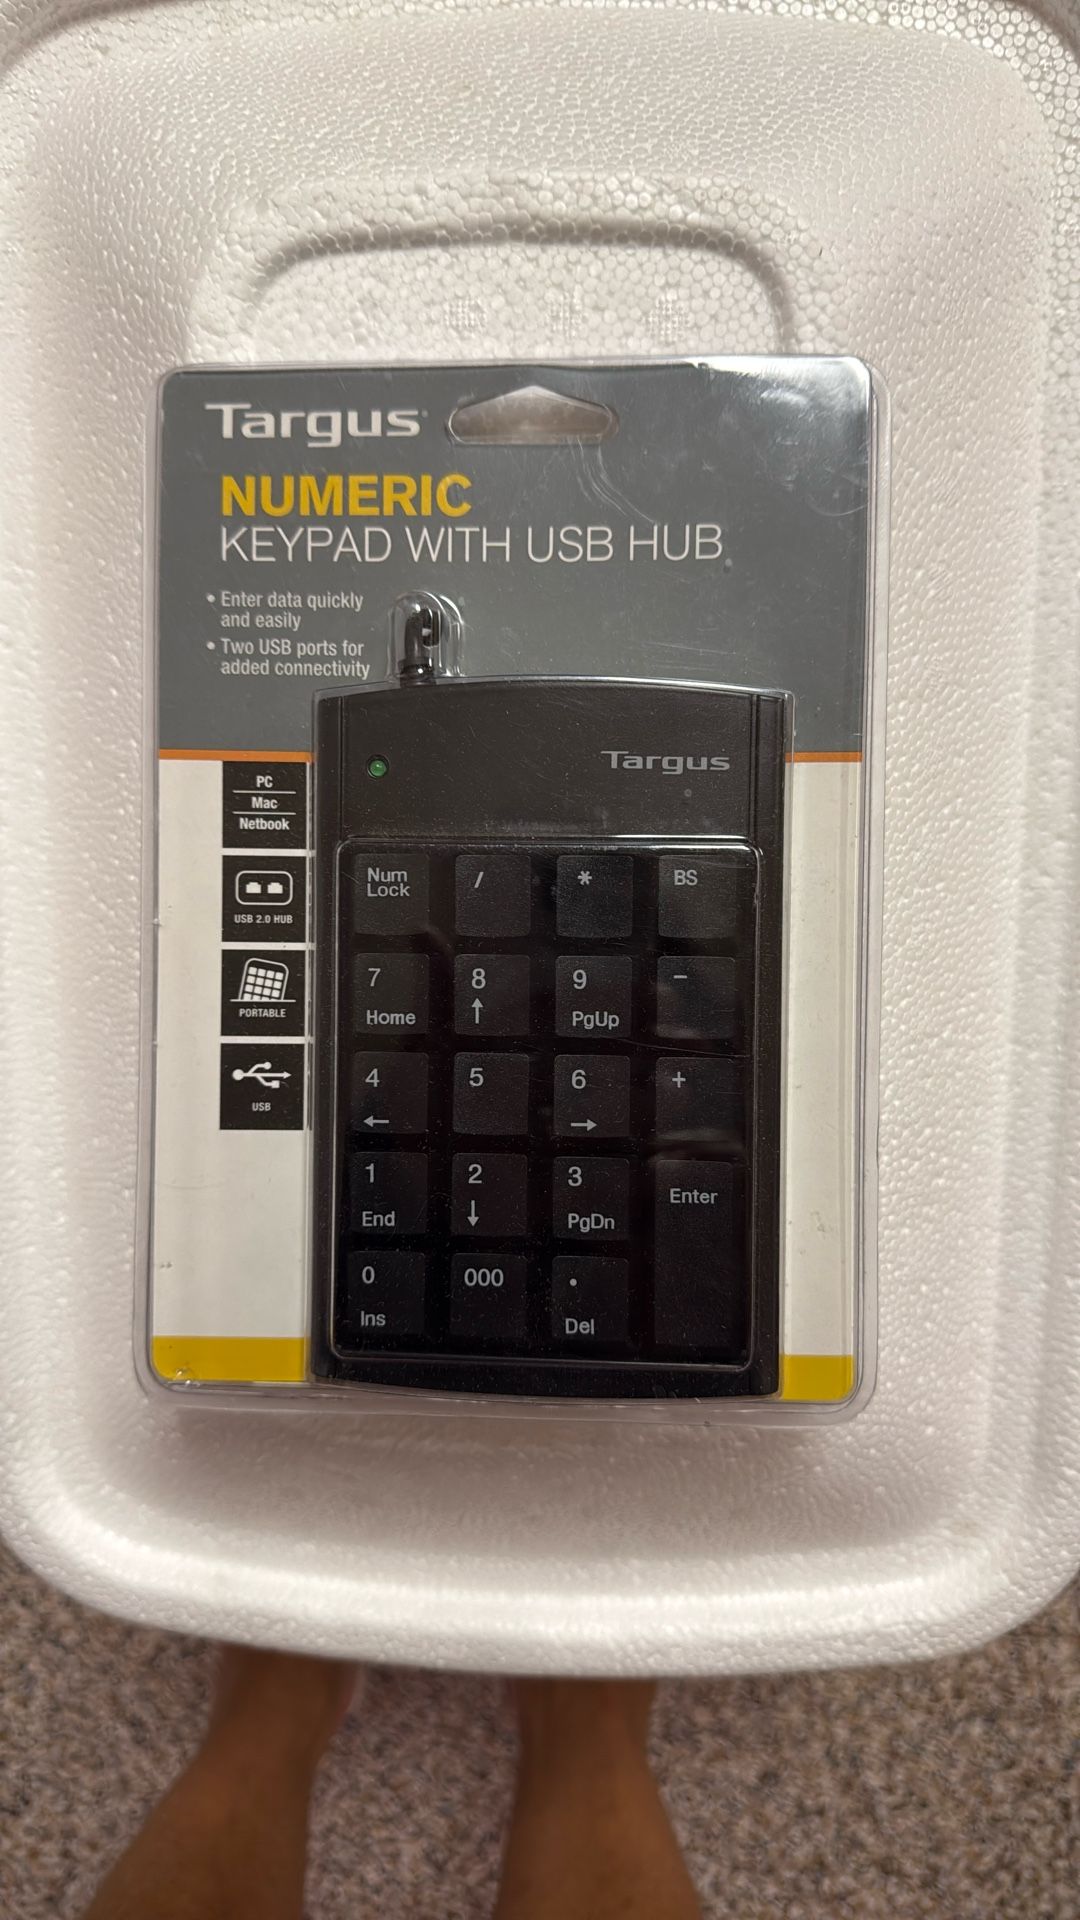 Targus
NUMERIC
KEYPAD WITH USB HUB
• Enter data quickly
and easily
• Two USB ports for
added connectivity
Targus
PC
Mac
Netbook
USB 2.0 HUB
PORTABLE
USB
Num
Lock
/
*
BS
7
Home
8
↑
9
PgUp
-
4
←
5
6
→
+
1
End
2
↓
3
PgDn
Enter
0
Ins
000
.
Del